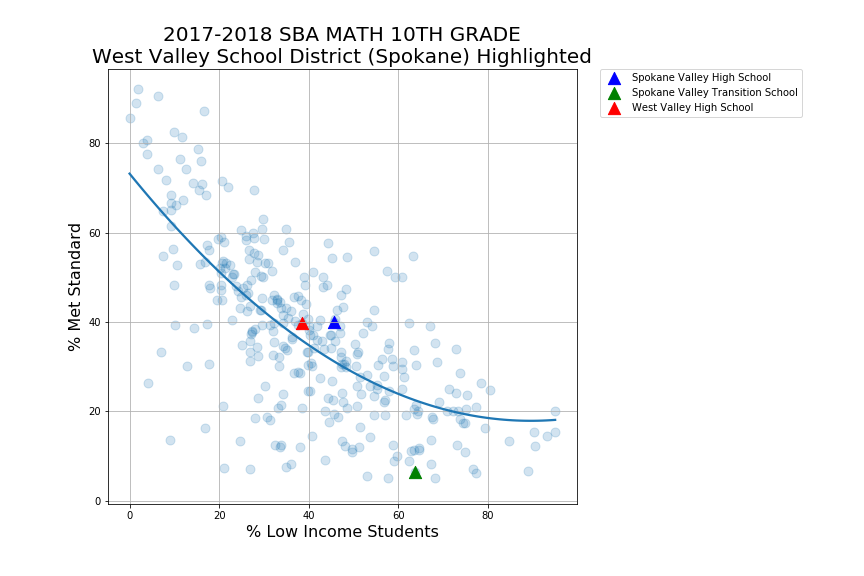 2017-2018 SBA MATH 10TH GRADE
West Valley School District (Spokane) Highlighted
Spokane Valley High School
Spokane Valley Transition School
West Valley High School
% Met Standard
80
60
40
20
0
0 20 40 60 80
% Low Income Students